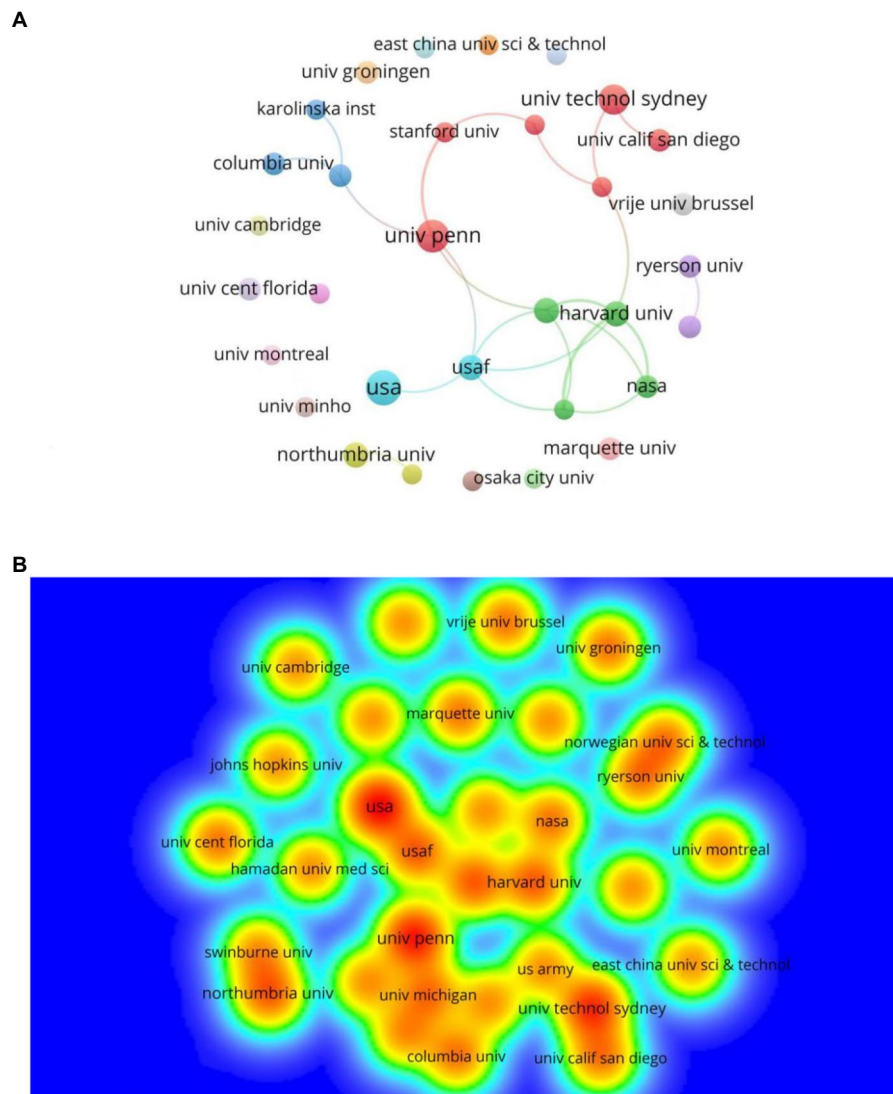 A
east china univ sci & technol
univ groningen
karolinska inst
univ technol sydney
stanford univ
univ calif san diego
columbia univ
vrije univ brussel
univ cambridge
univ penn
ryerson univ
univ cent florida
harvard univ
univ montreal
usaf
usa
nasa
univ minho
northumbria univ
marquette univ
osaka city univ
B
vrije univ brussel
univ groningen
univ cambridge
marquette univ
norwegian univ sci & technol
johns hopkins univ
ryerson univ
usa
nasa
univ cent florida
usaf
univ montreal
hamadan univ med sci
harvard univ
univ penn
swinburne univ
us army
east china univ sci & technol
northumbria univ
univ michigan
univ technol sydney
columbia univ
univ calif san diego